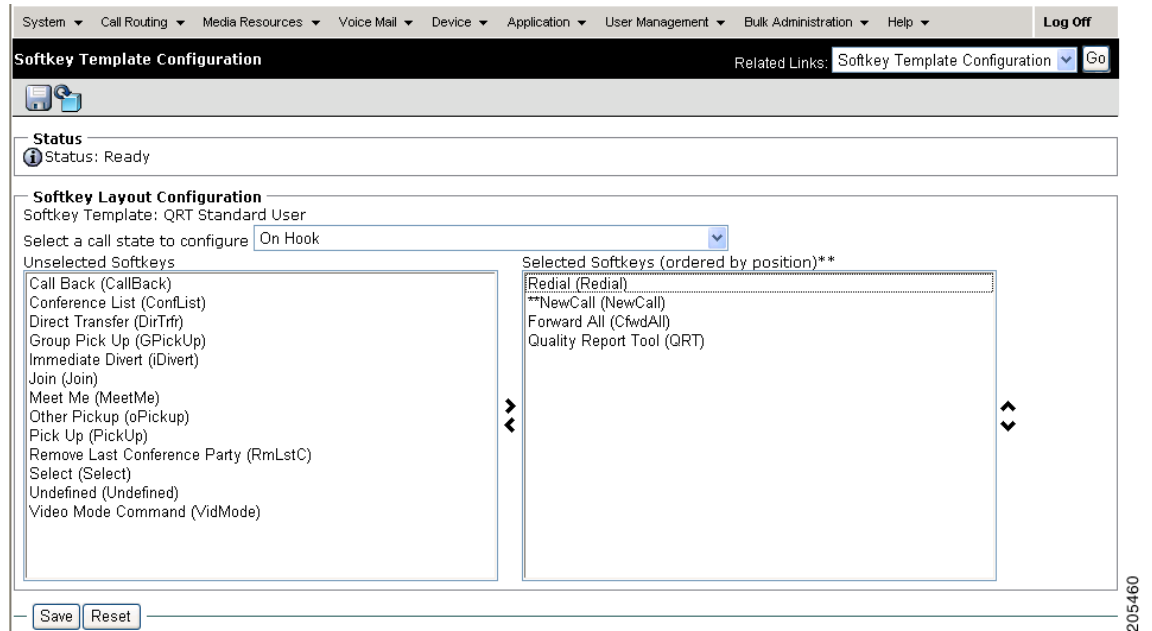 System Call Routing Media Resources Voice Mail Device Application User Management Bulk Administration Help Log Off
Softkey Template Configuration Related Links: Softkey Template Configuration Go
Status
Status: Ready
Softkey Layout Configuration
Softkey Template: QRT Standard User
Select a call state to configure On Hook
Unselected Softkeys
Call Back (CallBack)
Conference List (ConfList)
Direct Transfer (DirTrfr)
Group Pick Up (GPickUp)
Immediate Divert (iDivert)
Join (Join)
Meet Me (MeetMe)
Other Pickup (oPickup)
Pick Up (PickUp)
Remove Last Conference Party (RmLstC)
Select (Select)
Undefined (Undefined)
Video Mode Command (VidMode)
Selected Softkeys (ordered by position)**
Redial (Redial)
**NewCall (NewCall)
Forward All (CfwdAll)
Quality Report Tool (QRT)
Save Reset
205460